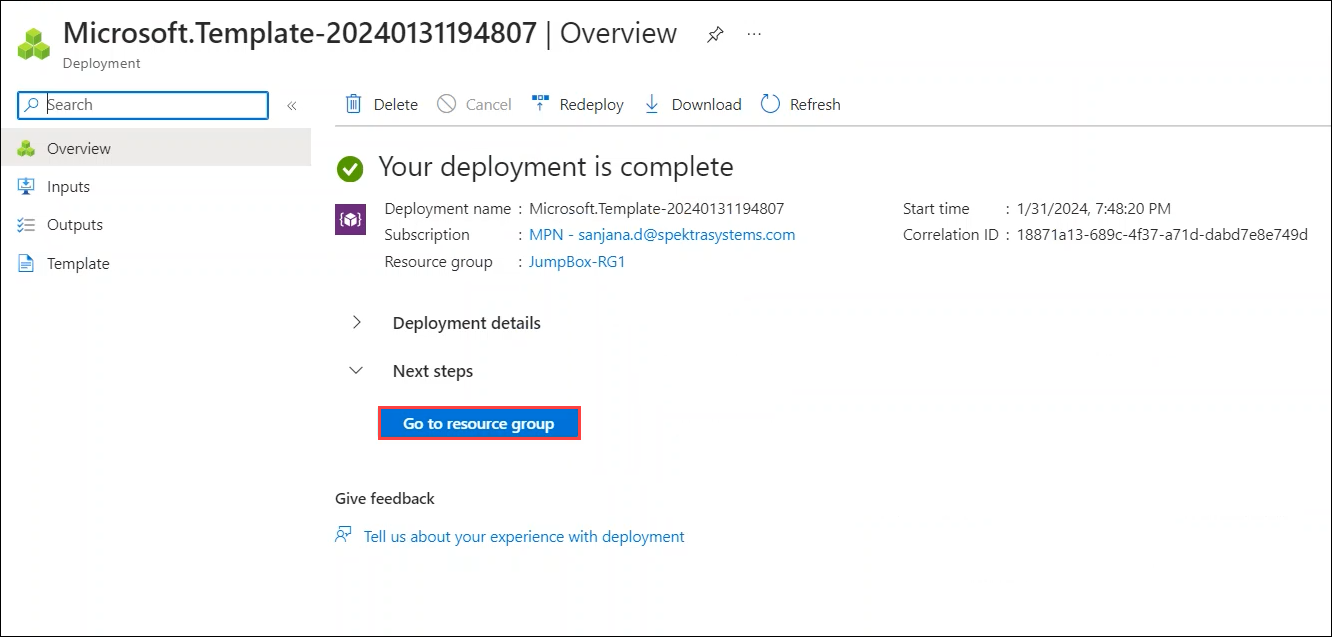 Microsoft.Template-20240131194807 | Overview
Deployment
Search
Delete Cancel Redeploy Download Refresh
Overview
Inputs
Outputs
Template
Your deployment is complete
Deployment name : Microsoft.Template-20240131194807 Start time : 1/31/2024, 7:48:20 PM
Subscription : MPN - sanjana.d@spektrasystems.com Correlation ID : 18871a13-689c-4f37-a71d-dabd7e8e749d
Resource group : JumpBox-RG1
Deployment details
Next steps
Go to resource group
Give feedback
Tell us about your experience with deployment